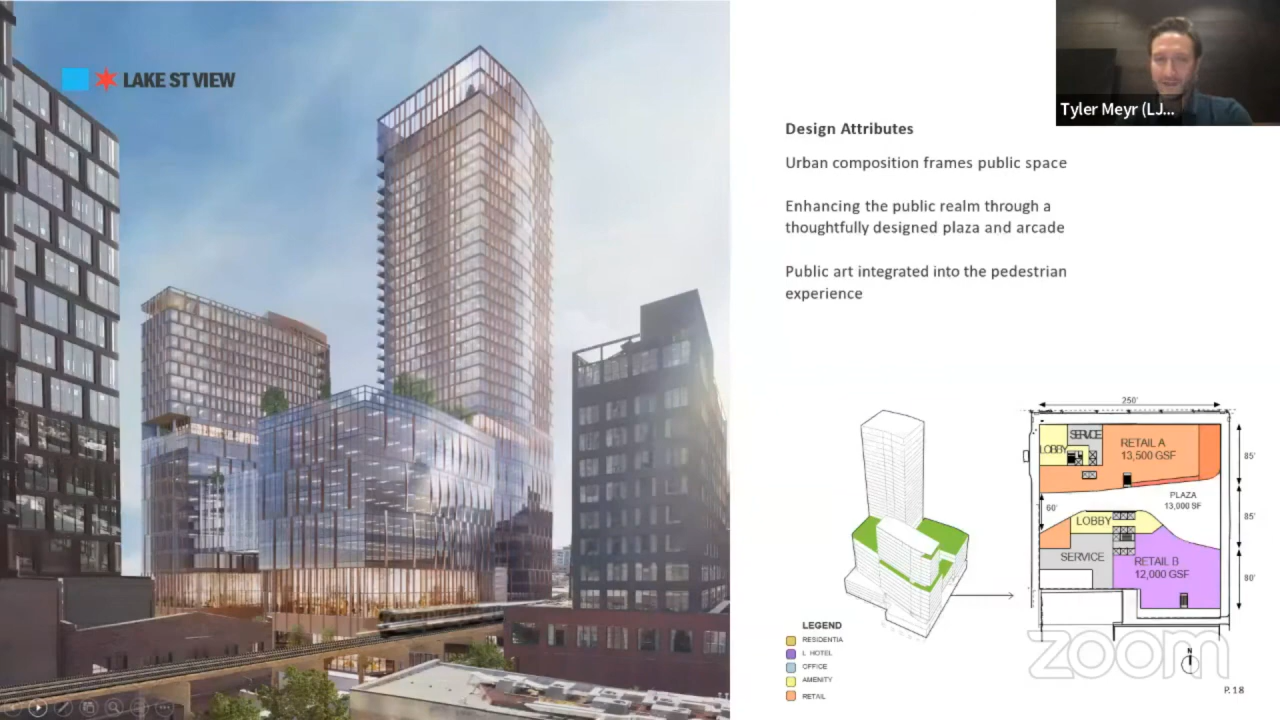 LAKE ST VIEW
Tyler Meyr (LJ...
Design Attributes
Urban composition frames public space
Enhancing the public realm through a
thoughtfully designed plaza and arcade
Public art integrated into the pedestrian
experience
250'
SERVICE
LOBBY
RETAIL A
13,500 GSF
85'
PLAZA
13,000 SF
60'
LOBBY
85'
SERVICE
RETAIL B
12,000 GSF
80'
LEGEND
RESIDENTIA
L HOTEL
OFFICE
AMENITY
RETAIL
N
zoom
P. 18